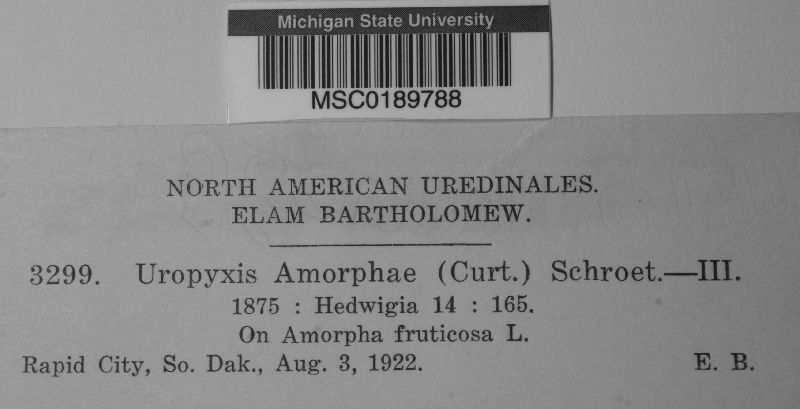 Michigan State University
MSC0189788
NORTH AMERICAN UREDINALES.
ELAM BARTHOLOMEW.
3299. Uropyxis Amorphae (Curt.) Schroet.—III.
1875 : Hedwigia 14 : 165.
On Amorpha fruticosa L.
Rapid City, So. Dak., Aug. 3, 1922. E. B.